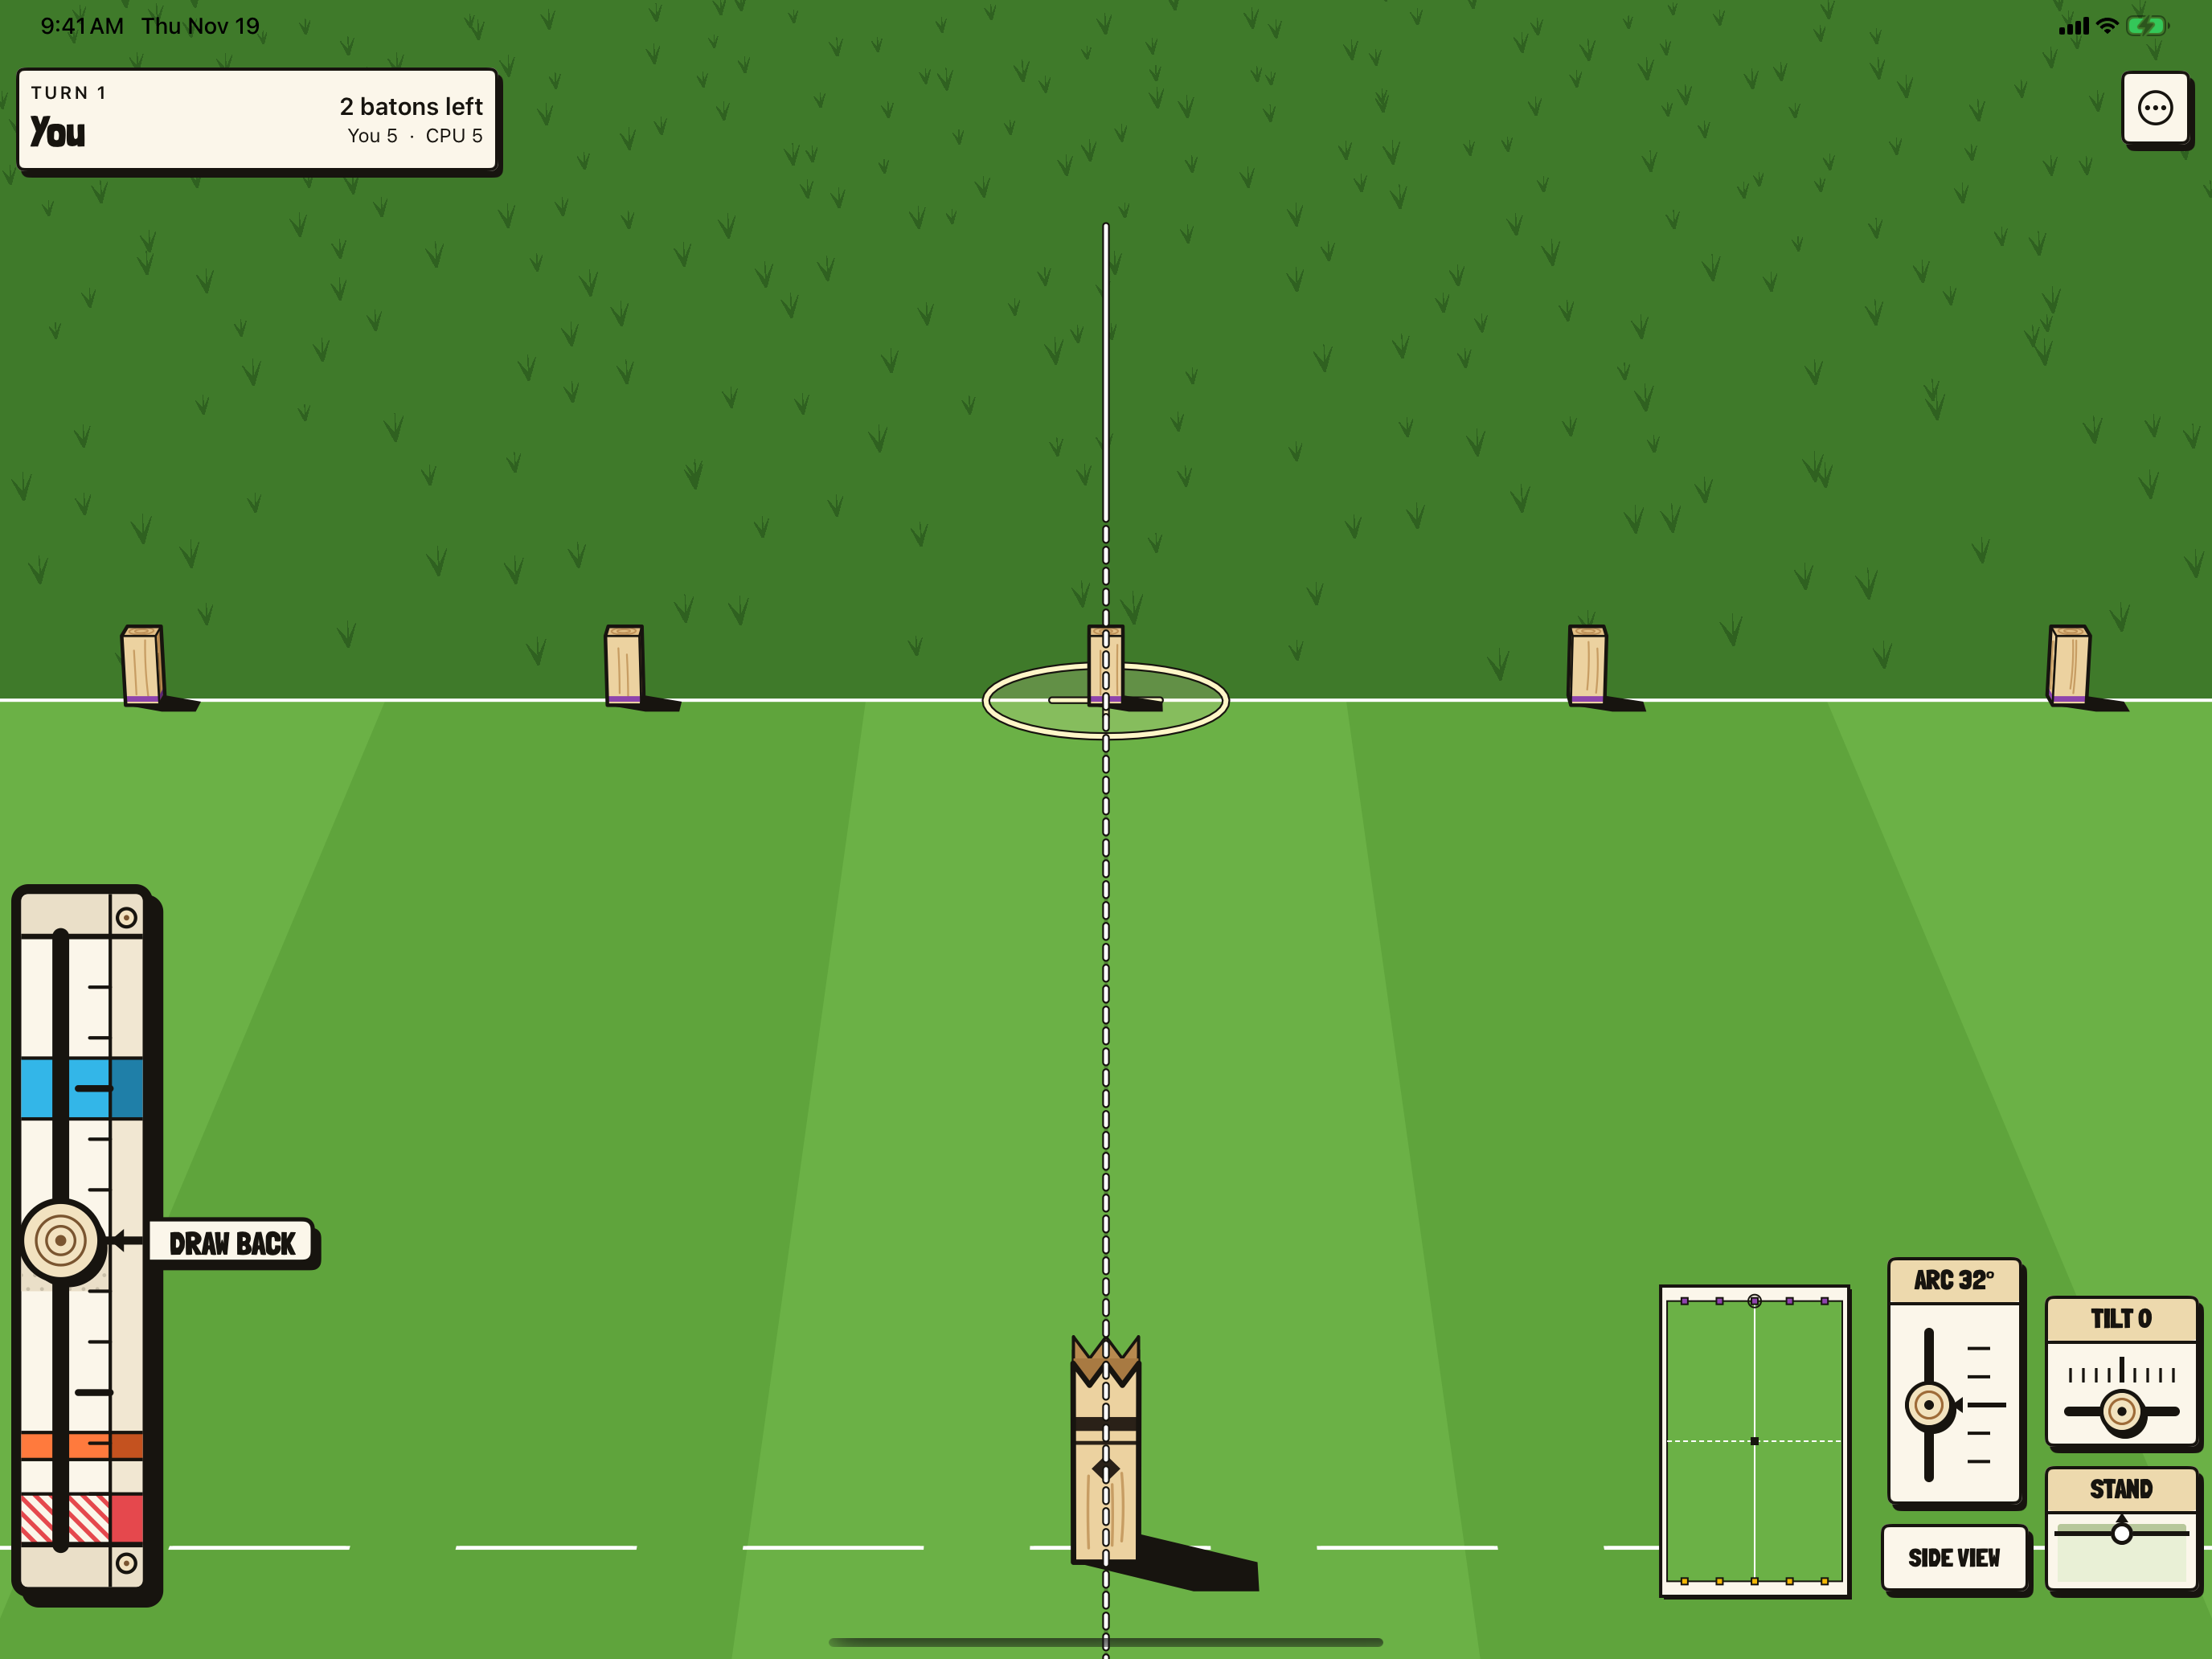 9:41 AM Thu Nov 19
TURN 1
You
2 batons left
You 5 · CPU 5
DRAW BACK
ARC 32°
TILT 0
STAND
SIDE VIEW